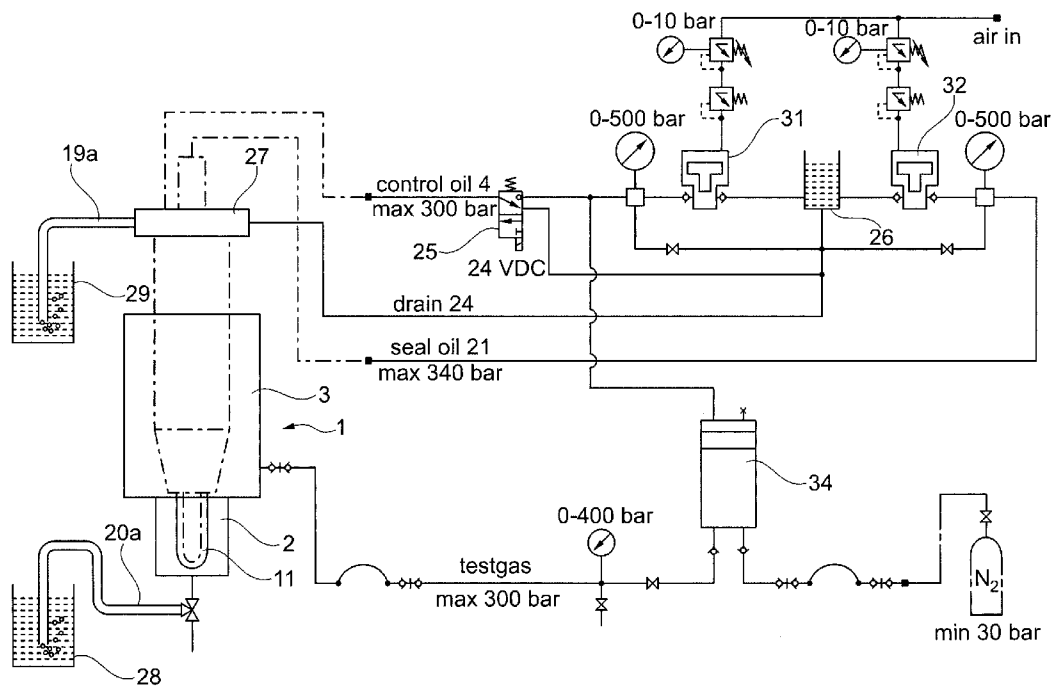 0-10 bar
0-10 bar
air in
32
0-500 bar
31
0-500 bar
19a
27
control oil 4
max 300 bar
25
26
24 VDC
29
drain 24
seal oil 21
max 340 bar
3
1
34
0-400 bar
2
20a
11
testgas
max 300 bar
N2
min 30 bar
28